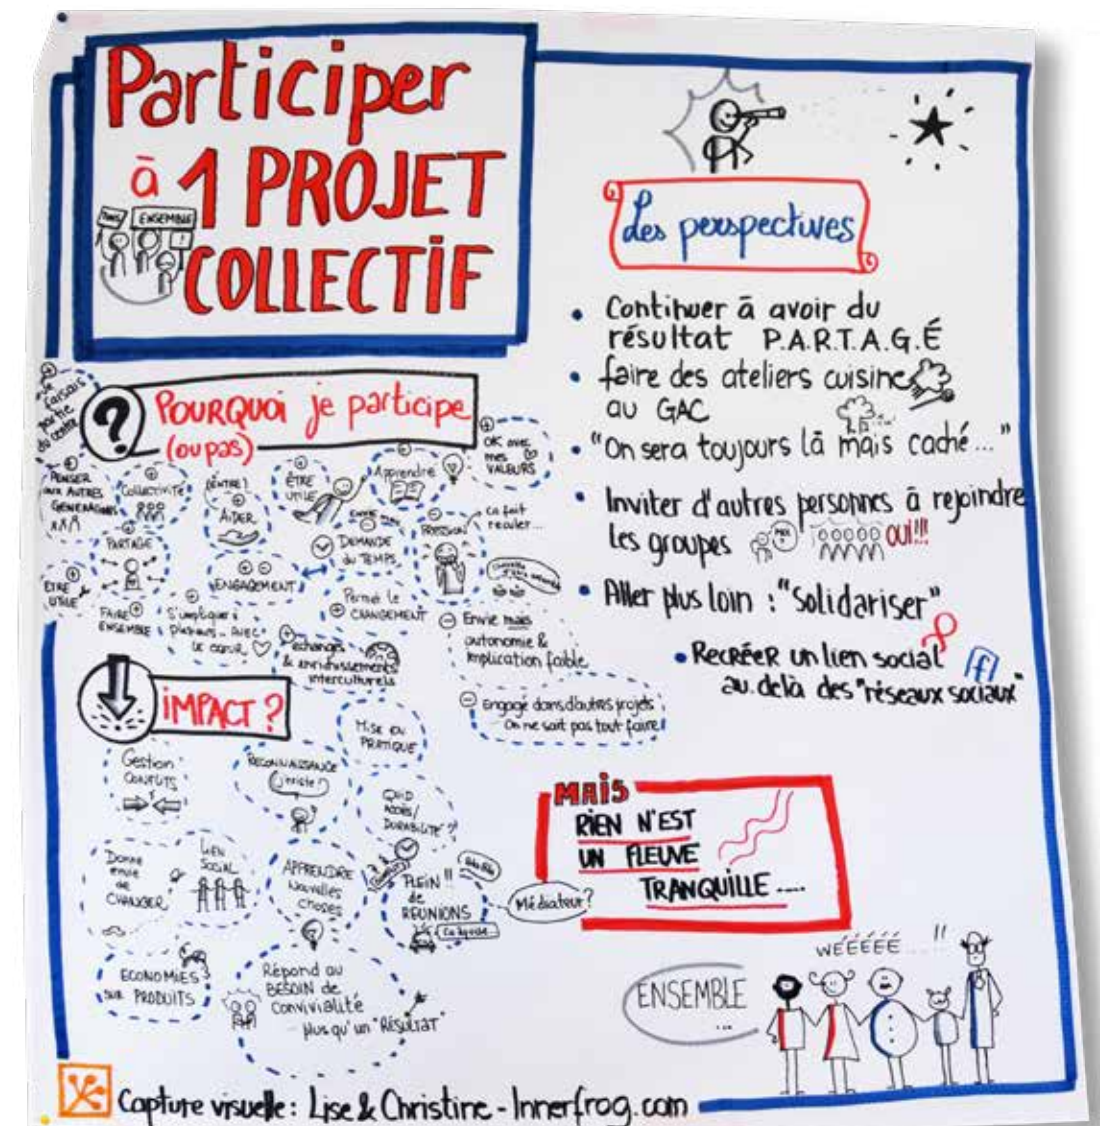 Participer
à 1 PROJET
COLLECTIF
ENSEMBLE
Les perspectives
• Continuer à avoir du
résultat P.A.R.T.A.G.É
• faire des ateliers cuisine
au GAC
• "On sera toujours là mais caché..."
• Inviter d'autres personnes à rejoindre
les groupes OUI!!!
• Aller plus loin : "Solidariser"
• RECRÉER un lien social
au delà des "réseaux sociaux"
?
POURQUOI je participe
(ou pas)
faisais
partie
du centre
⊕
OK avec
mes
VALEURS
⊕
PENSER
aux AUTRES
GENERATIONS
⊕
COLLECTIVITÉ
AIDER
⊕
ÊTRE
UTILE
Apprendre
⊖
DEMANDE
du TEMPS
⊖
PRESSION
ça fait
reculer...
⊕
PARTAGE
⊕ ⊖
ENGAGEMENT
ETRE ⊕
UTILE
FAIRE ⊕
ENSEMBLE
S'impliquer à
plusieurs... AVEC
le cœur
Permet le
⊕ CHANGEMENT
⊕ échanges
& enrichissements
interculturels
⊖ Envie mais
autonomie &
implication faible
⊖ Engagé dans d'autres projets
On ne sait pas tout faire!
IMPACT ?
Gestion
CONFLITS
RECONNAISSANCE
J'existe!
Mise en
PRATIQUE
QUID
ACCÈS/
DURABILITÉ ?
Donne
envie
de
CHANGER
LIEN
SOCIAL
APPRENDRE
Nouvelles
choses
PLEIN !!
de
RÉUNIONS
Médiateur?
ECONOMIES
SUR PRODUITS
Répond au
BESOIN de
Convivialité
plus qu'un "RÉSULTAT"
MAIS
RIEN N'EST
UN FLEUVE
TRANQUILLE ....
WÉÉÉÉÉ...!!
ENSEMBLE
...
Capture visuelle : Lise & Christine - Innerfrog.com